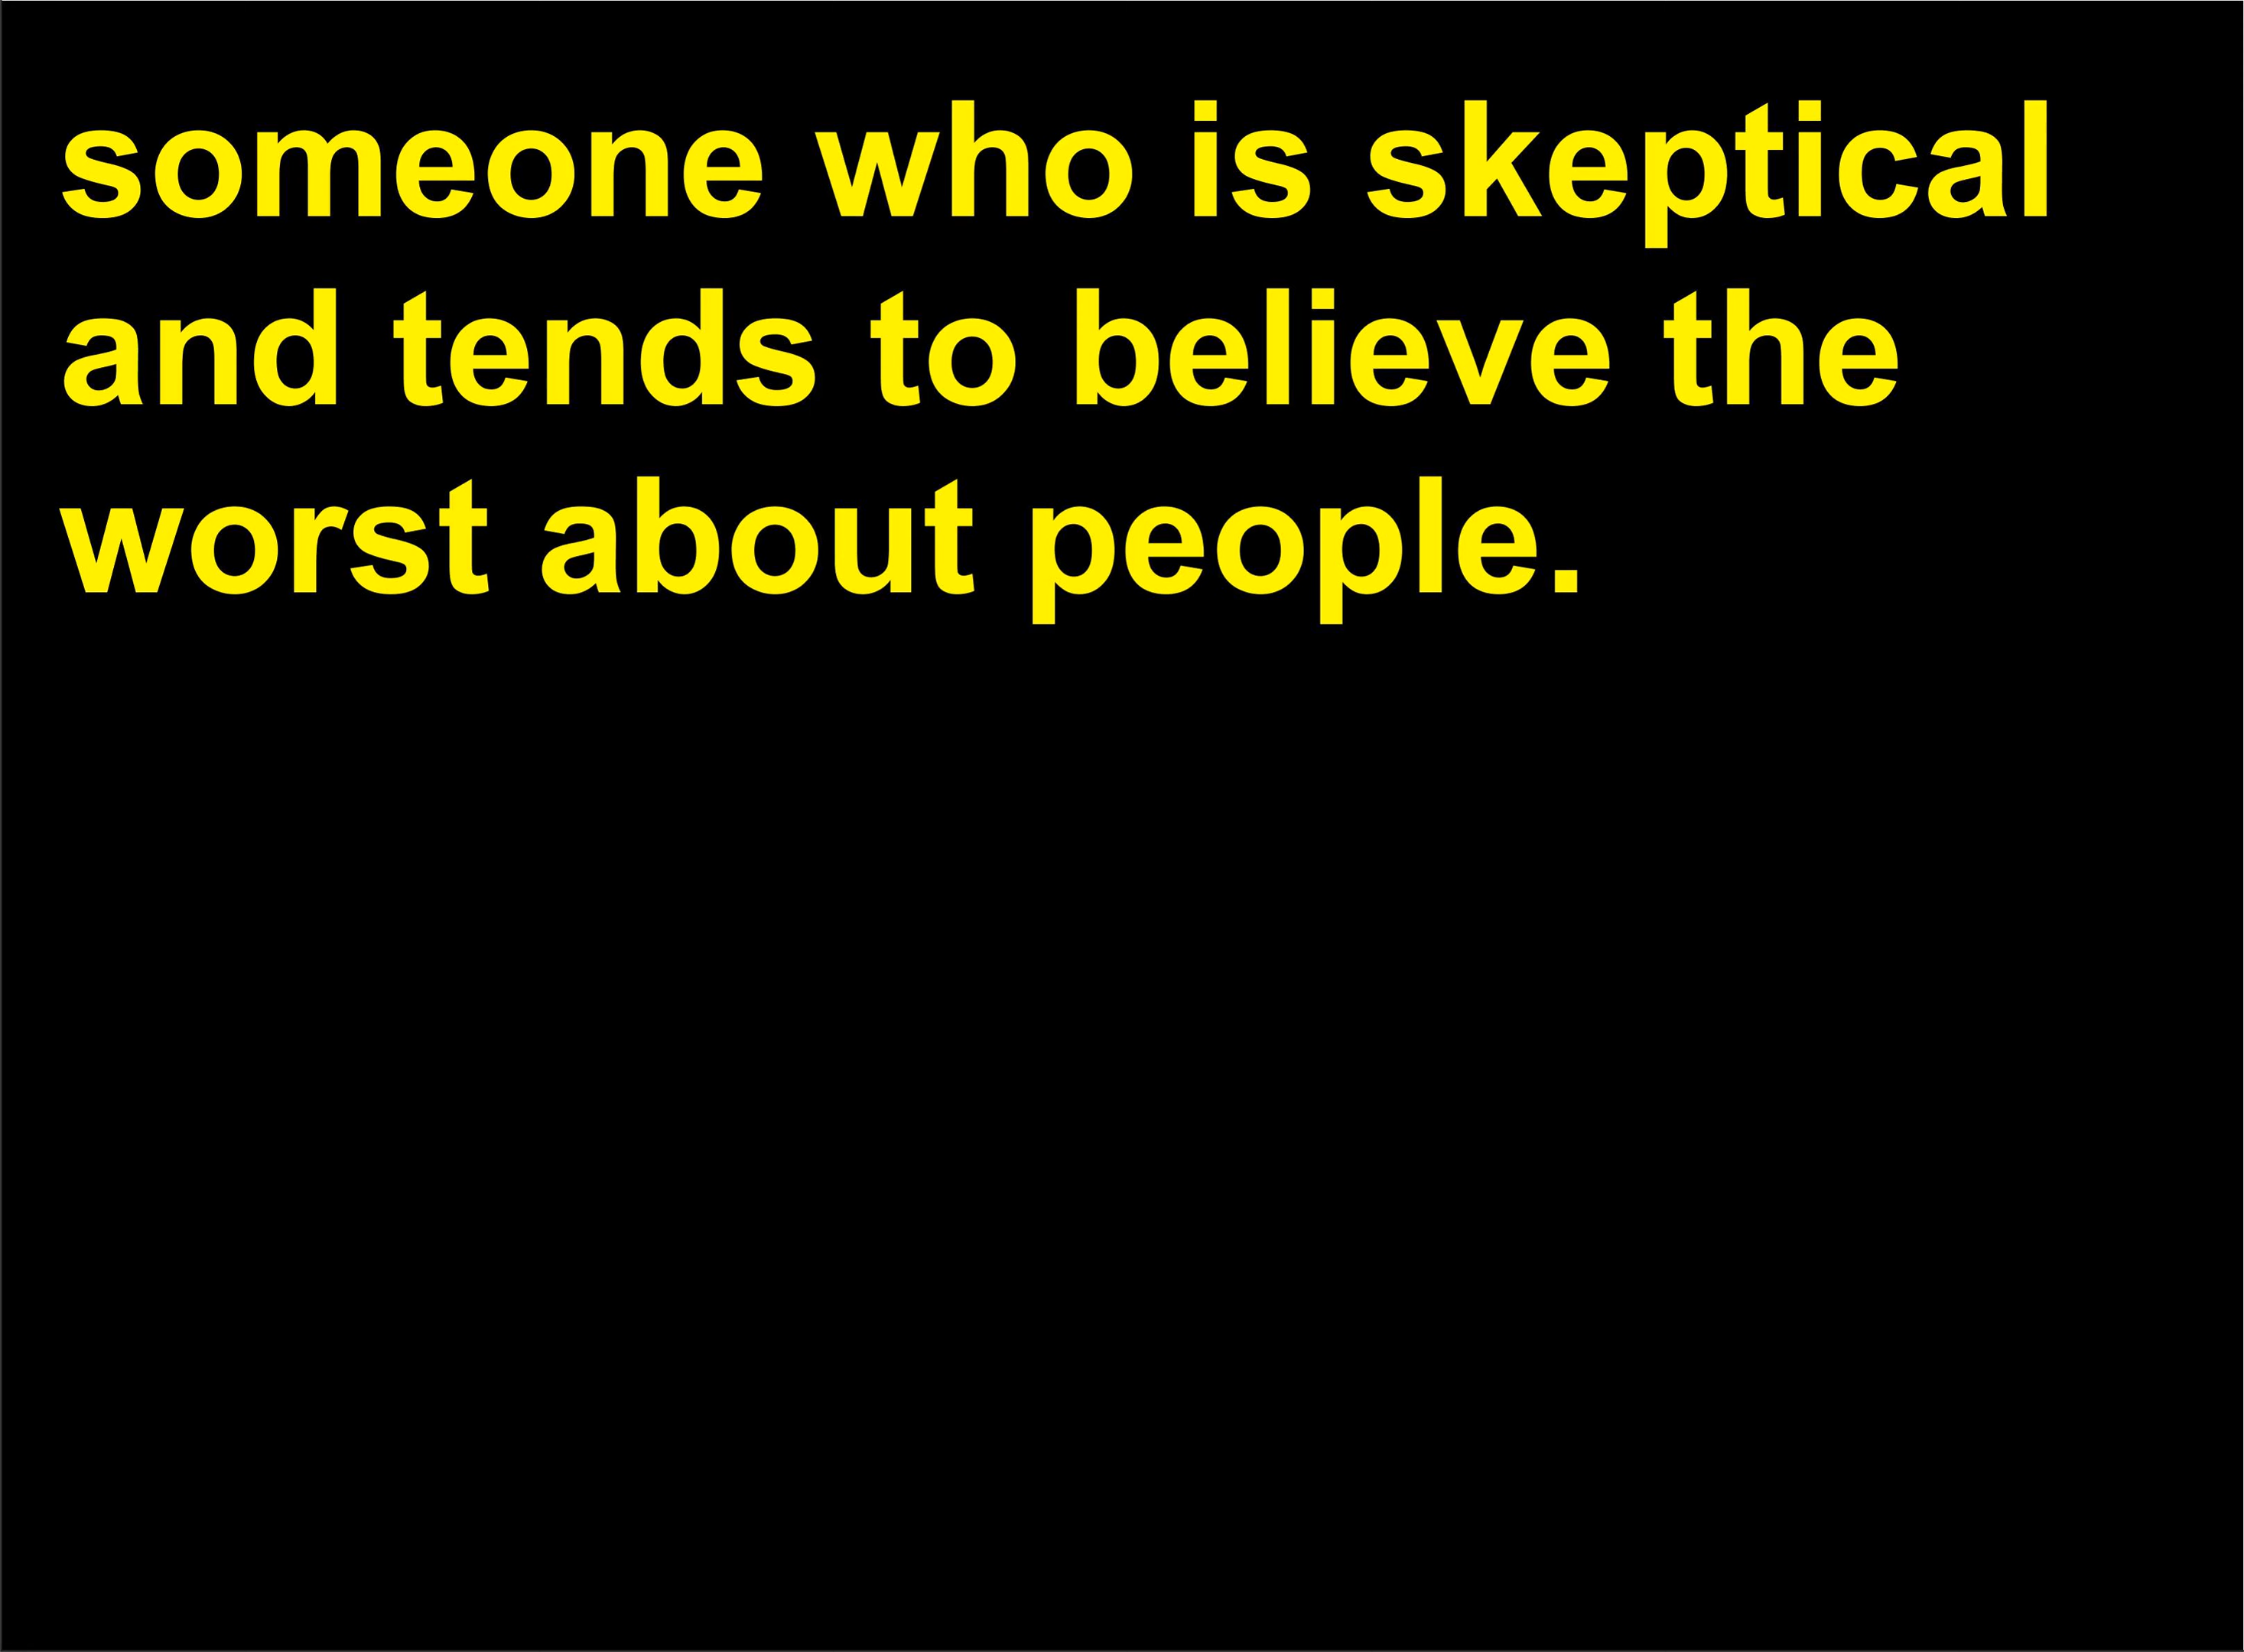 someone who is skeptical
and tends to believe the
worst about people.